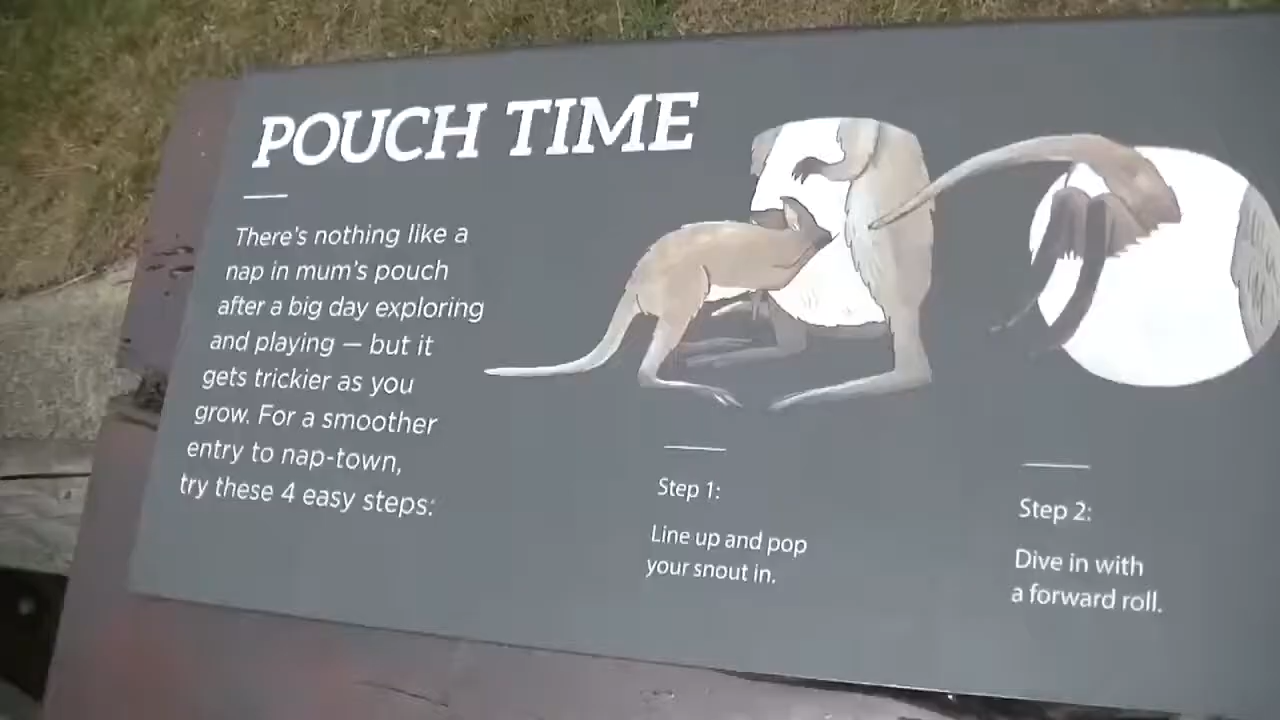 POUCH TIME
There's nothing like a
nap in mum's pouch
after a big day exploring
and playing — but it
gets trickier as you
grow. For a smoother
entry to nap-town,
try these 4 easy steps:
Step 1:
Line up and pop
your snout in.
Step 2:
Dive in with
a forward roll.